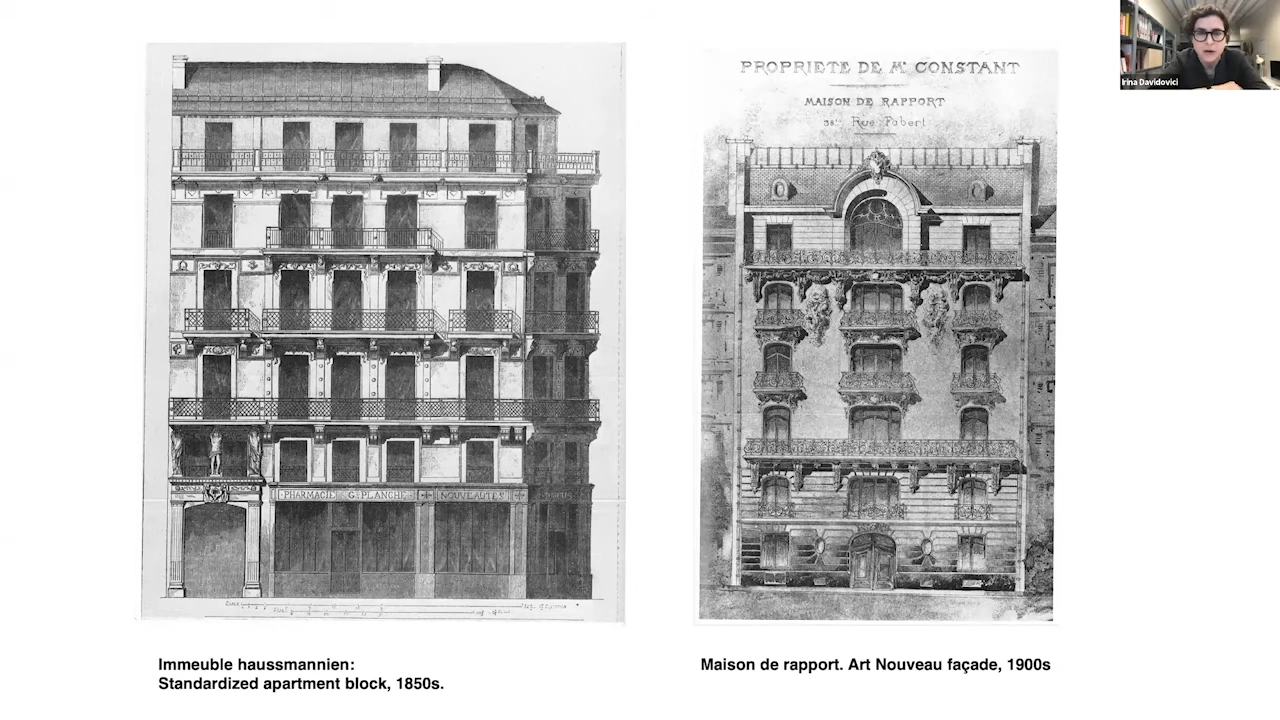 PHARMACIE G. PLANCHE
NOUVEAUTÉS
Immeuble haussmannien:
Standardized apartment block, 1850s.
PROPRIETE DE Mr CONSTANT
MAISON DE RAPPORT
Rue Fabert
Maison de rapport. Art Nouveau façade, 1900s
Irina Davidovici